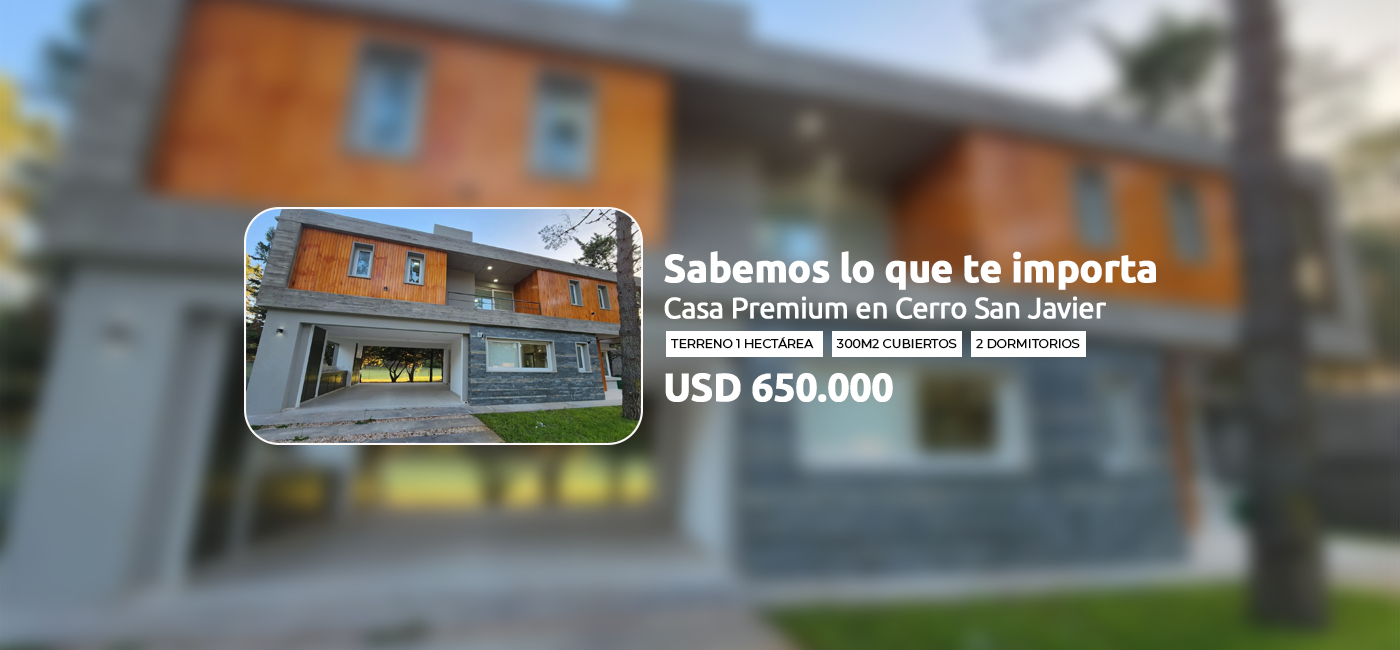 Sabemos lo que te importa
Casa Premium en Cerro San Javier
TERRENO 1 HECTÁREA 300M2 CUBIERTOS 2 DORMITORIOS
USD 650.000